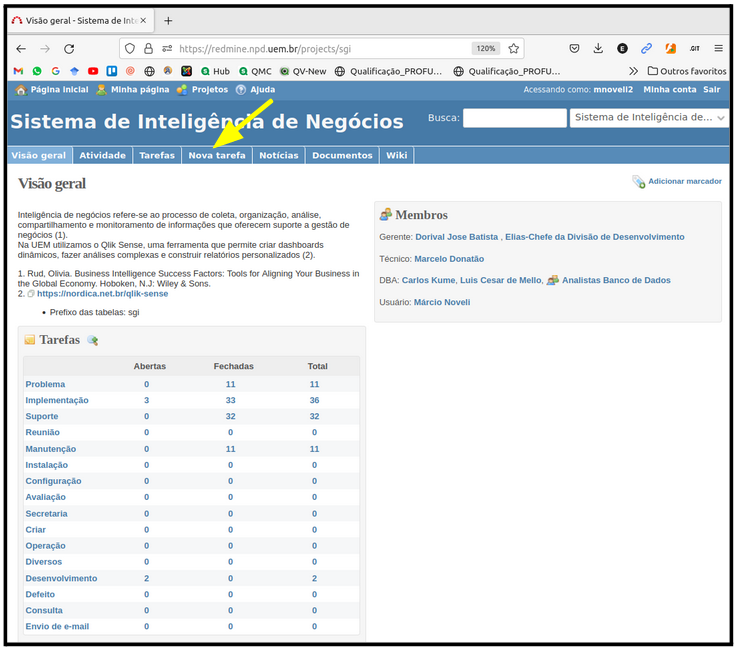 Visão geral - Sistema de Inte
https://redmine.npd.uem.br/projects/sgi
120%
E
.GIT
Hub
QMC
QV-New
Qualificação_PROFU...
Qualificação_PROFU...
Outros favoritos
Página inicial
Minha página
Projetos
Ajuda
Acessando como: mnoveli2
Minha conta
Sair
Sistema de Inteligência de Negócios
Busca:
Sistema de Inteligência de...
Visão geral
Atividade
Tarefas
Nova tarefa
Notícias
Documentos
Wiki
Visão geral
Adicionar marcador
Inteligência de negócios refere-se ao processo de coleta, organização, análise,
compartilhamento e monitoramento de informações que oferecem suporte a gestão de
negócios (1).
Na UEM utilizamos o Qlik Sense, uma ferramenta que permite criar dashboards
dinâmicos, fazer análises complexas e construir relatórios personalizados (2).
1. Rud, Olivia. Business Intelligence Success Factors: Tools for Aligning Your Business in
the Global Economy. Hoboken, N.J: Wiley & Sons.
2. https://nordica.net.br/qlik-sense
• Prefixo das tabelas: sgi
Membros
Gerente: Dorival Jose Batista , Elias-Chefe da Divisão de Desenvolvimento
Técnico: Marcelo Donatão
DBA: Carlos Kume, Luis Cesar de Mello, Analistas Banco de Dados
Usuário: Márcio Noveli
Tarefas
Abertas Fechadas Total
Problema 0 11 11
Implementação 3 33 36
Suporte 0 32 32
Reunião 0 0 0
Manutenção 0 11 11
Instalação 0 0 0
Configuração 0 0 0
Avaliação 0 0 0
Secretaria 0 0 0
Criar 0 0 0
Operação 0 0 0
Diversos 0 0 0
Desenvolvimento 2 0 2
Defeito 0 0 0
Consulta 0 0 0
Envio de e-mail 0 0 0